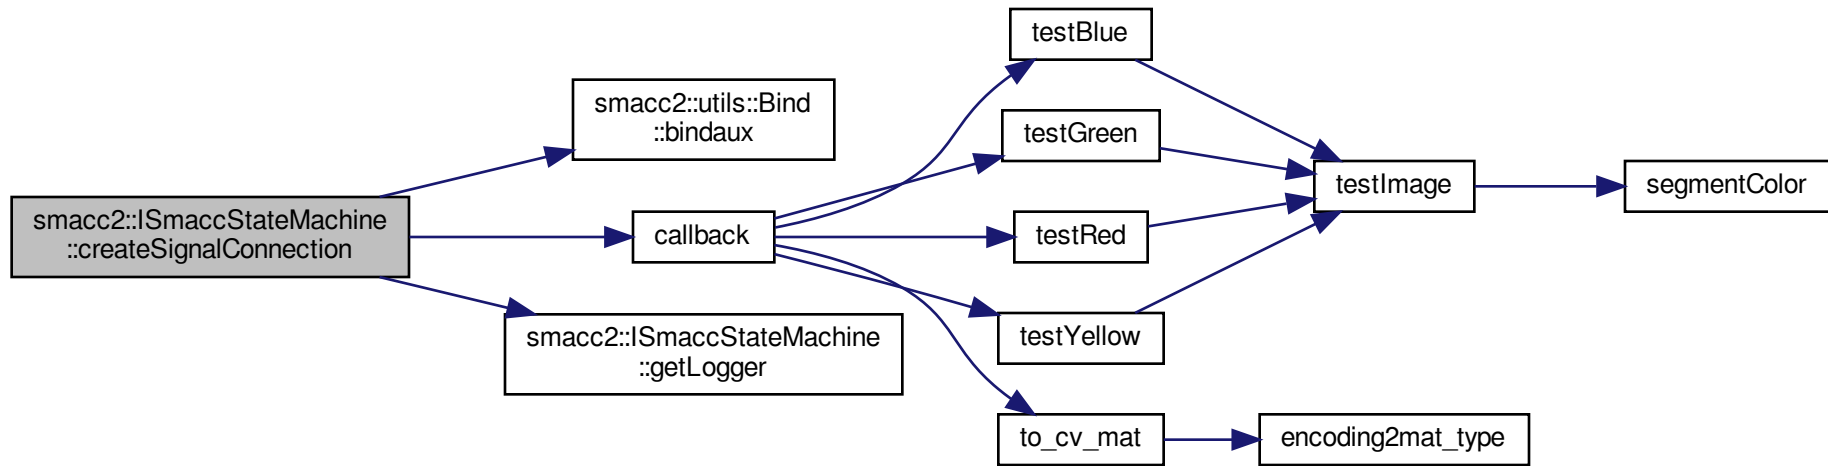 smacc2::ISmaccStateMachine
::createSignalConnection
smacc2::utils::Bind
::bindaux
callback
smacc2::ISmaccStateMachine
::getLogger
testBlue
testGreen
testRed
testYellow
to_cv_mat
testImage
encoding2mat_type
segmentColor